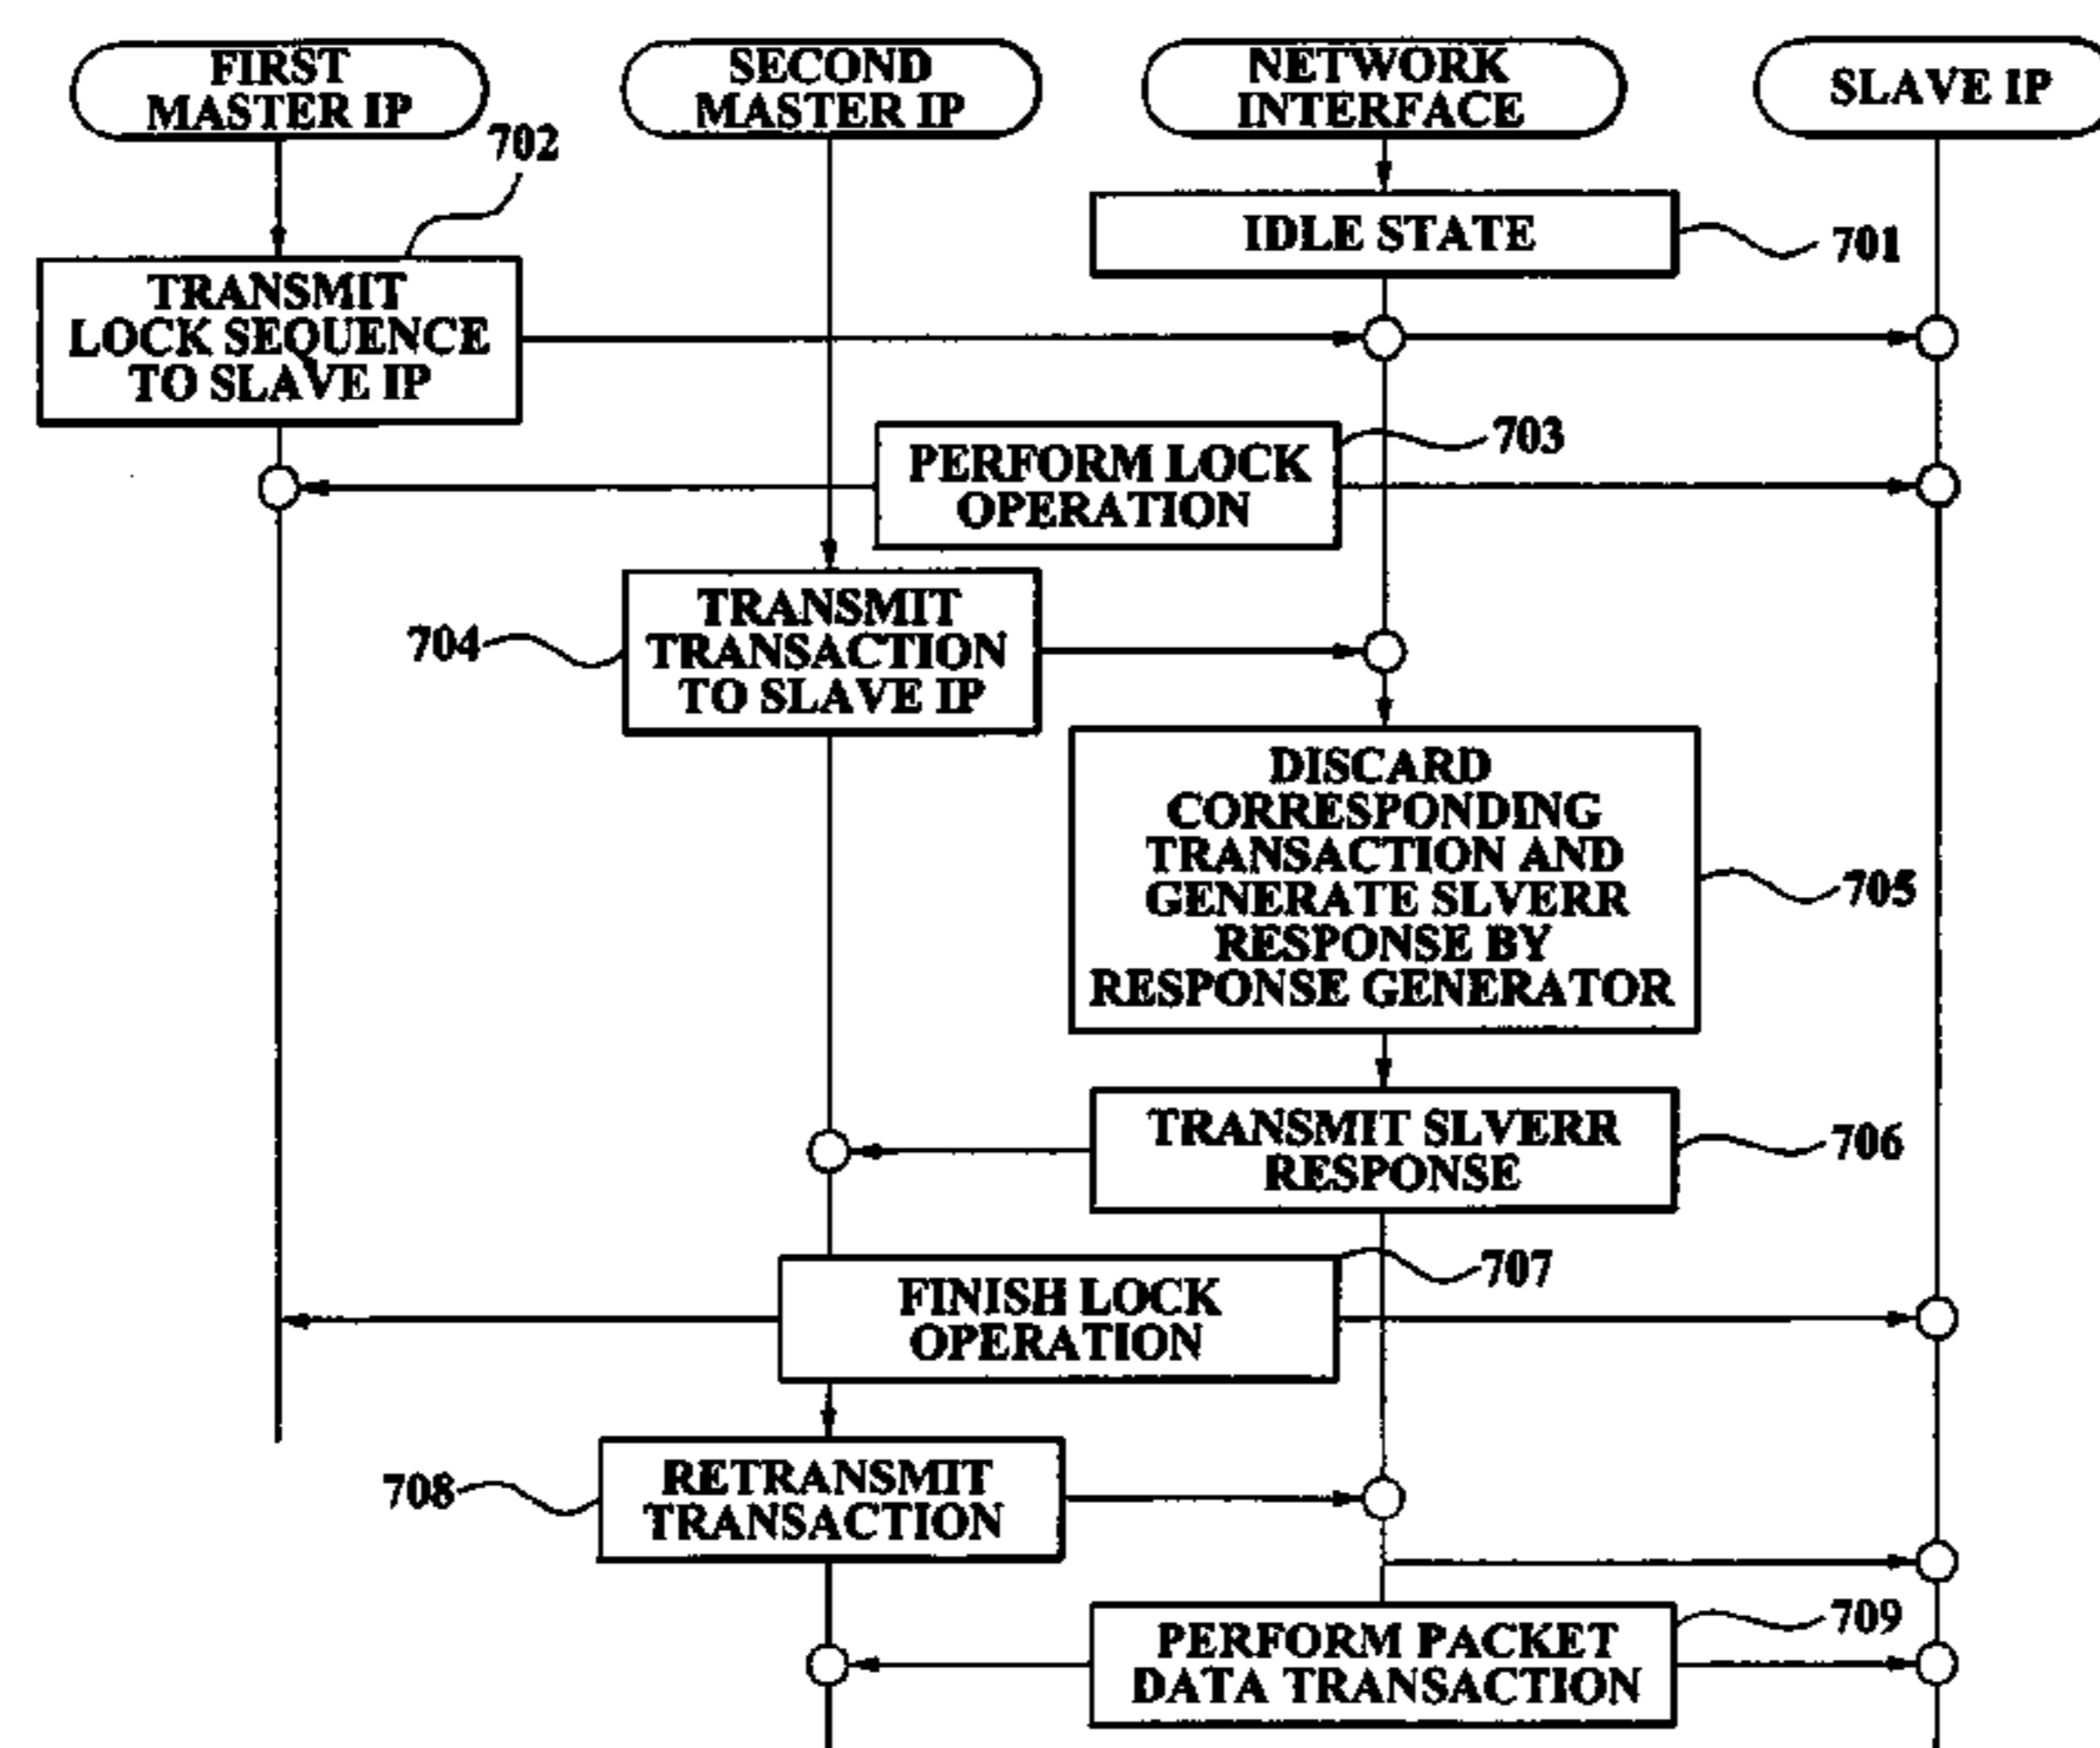 FIRST
MASTER IP
SECOND
MASTER IP
NETWORK
INTERFACE
SLAVE IP
702
IDLE STATE
701
TRANSMIT
LOCK SEQUENCE
TO SLAVE IP
703
PERFORM LOCK
OPERATION
704
TRANSMIT
TRANSACTION
TO SLAVE IP
DISCARD
CORRESPONDING
TRANSACTION AND
GENERATE SLVERR
RESPONSE BY
RESPONSE GENERATOR
705
TRANSMIT SLVERR
RESPONSE
706
707
FINISH LOCK
OPERATION
708
RETRANSMIT
TRANSACTION
709
PERFORM PACKET
DATA TRANSACTION